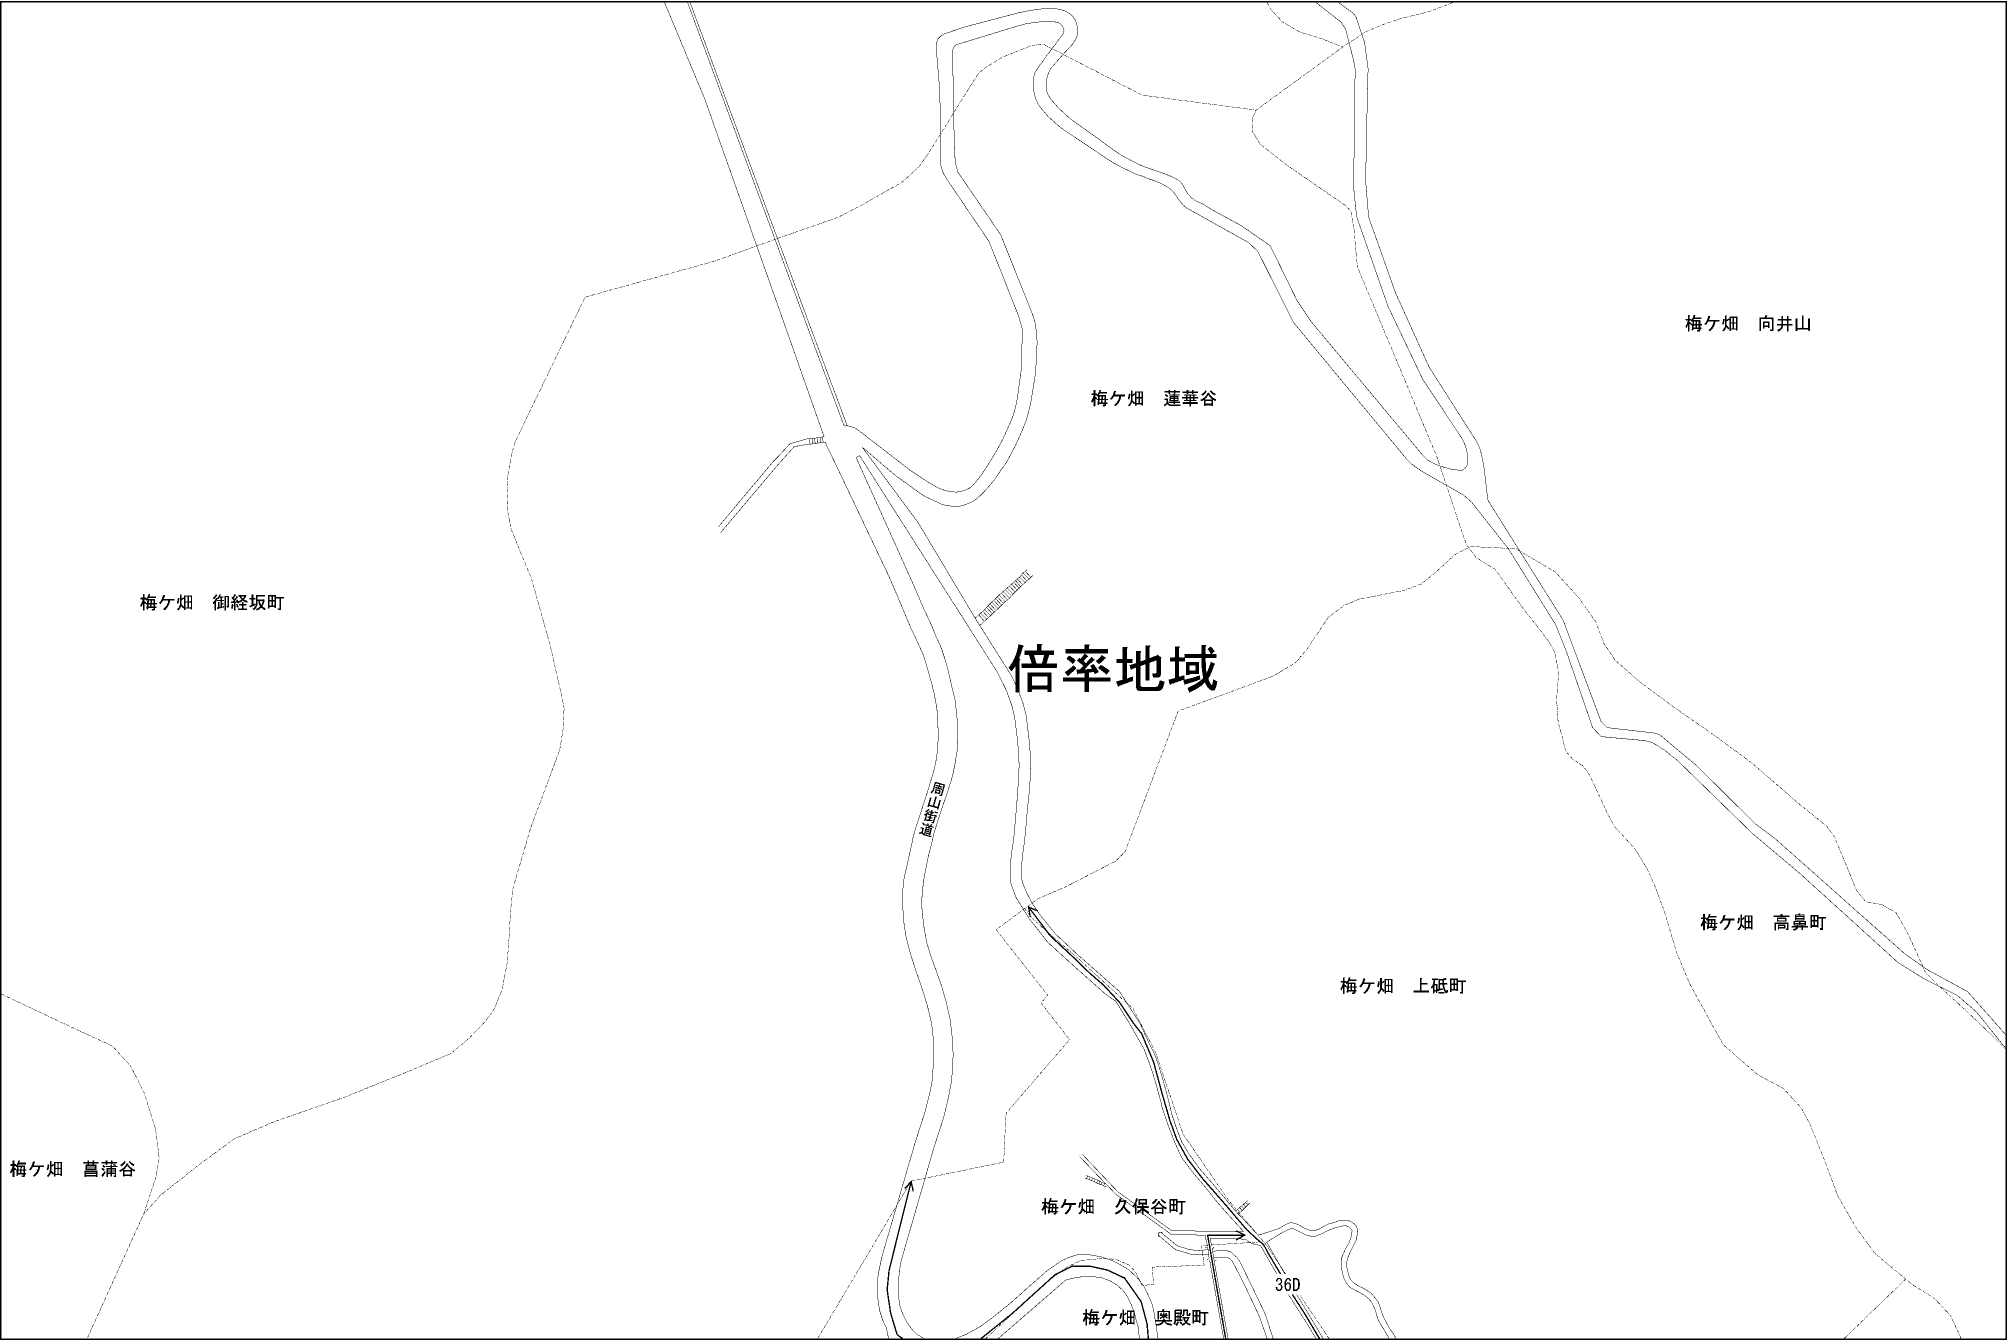 梅ケ畑　向井山
梅ケ畑　蓮華谷
梅ケ畑　御経坂町
倍率地域
周山街道
梅ケ畑　高鼻町
梅ケ畑　上砥町
梅ケ畑　菖蒲谷
梅ケ畑　久保谷町
36D
梅ケ畑　奥殿町